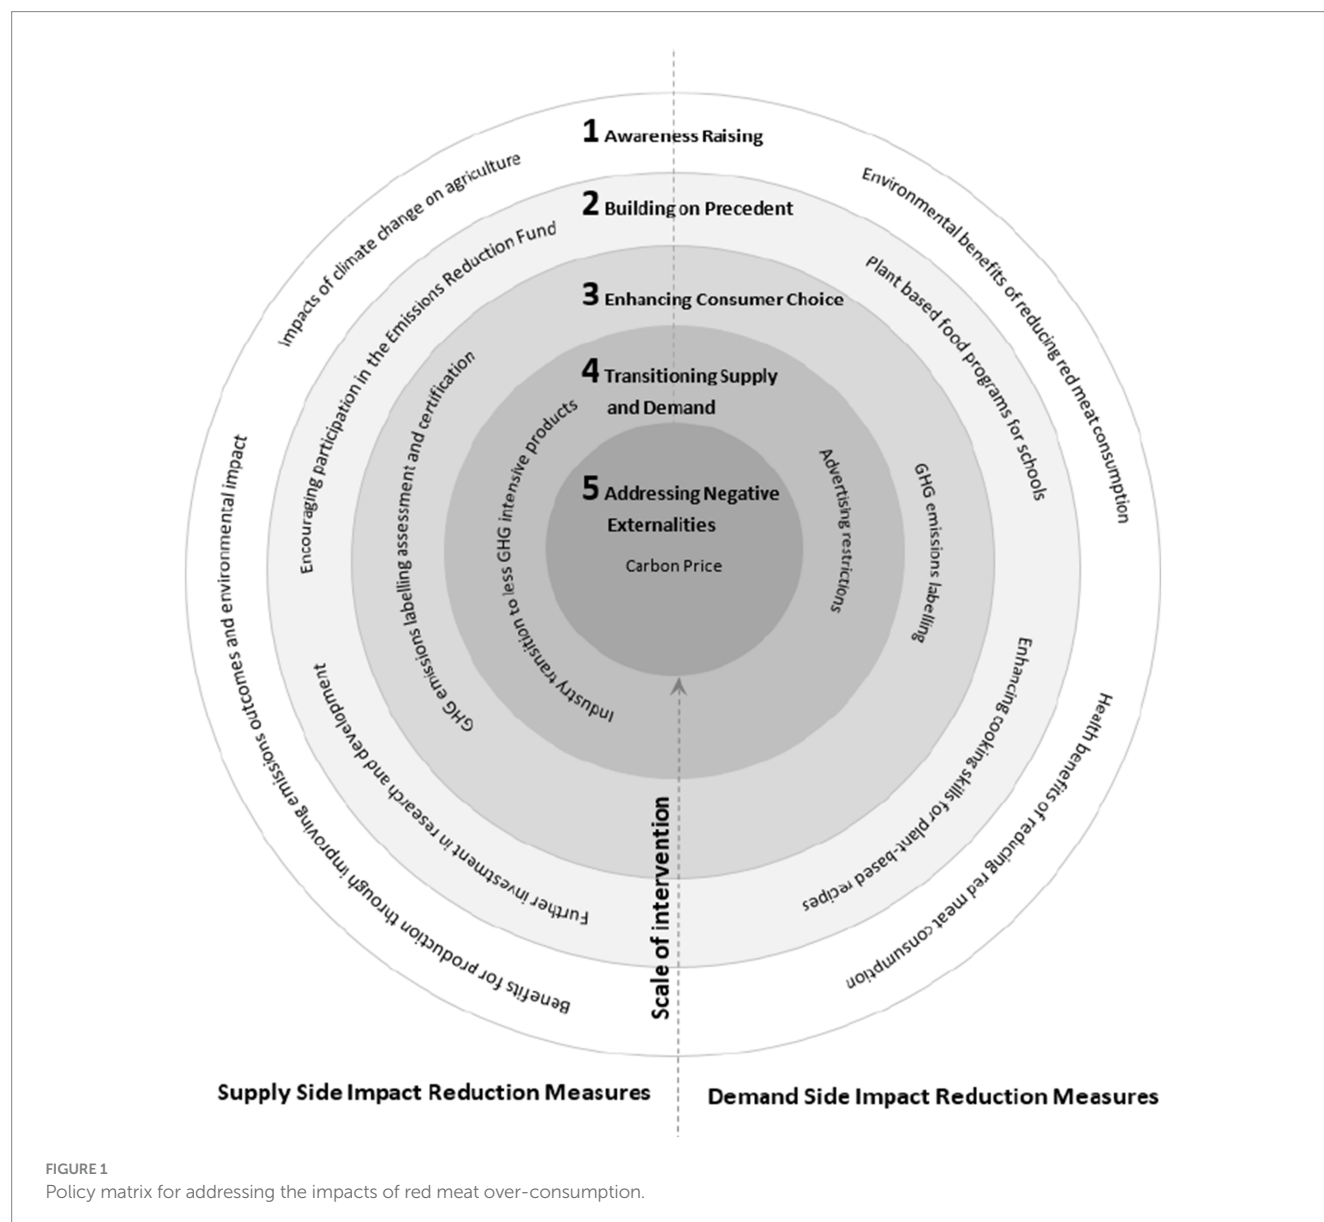 1 Awareness Raising
Impacts of climate change on agriculture
Benefits for production through improving emissions outcomes and environmental impact
Environmental benefits of reducing red meat consumption
Health benefits of reducing red meat consumption
2 Building on Precedent
Encouraging participation in the Emissions Reduction Fund
Further investment in research and development
Plant based food programs for schools
Enhancing cooking skills for plant-based recipes
3 Enhancing Consumer Choice
GHG emissions labelling assessment and certification
GHG emissions labelling
4 Transitioning Supply
and Demand
Industry transition to less GHG intensive products
Advertising restrictions
5 Addressing Negative
Externalities
Carbon Price
Scale of intervention
Supply Side Impact Reduction Measures
Demand Side Impact Reduction Measures
FIGURE 1
Policy matrix for addressing the impacts of red meat over-consumption.